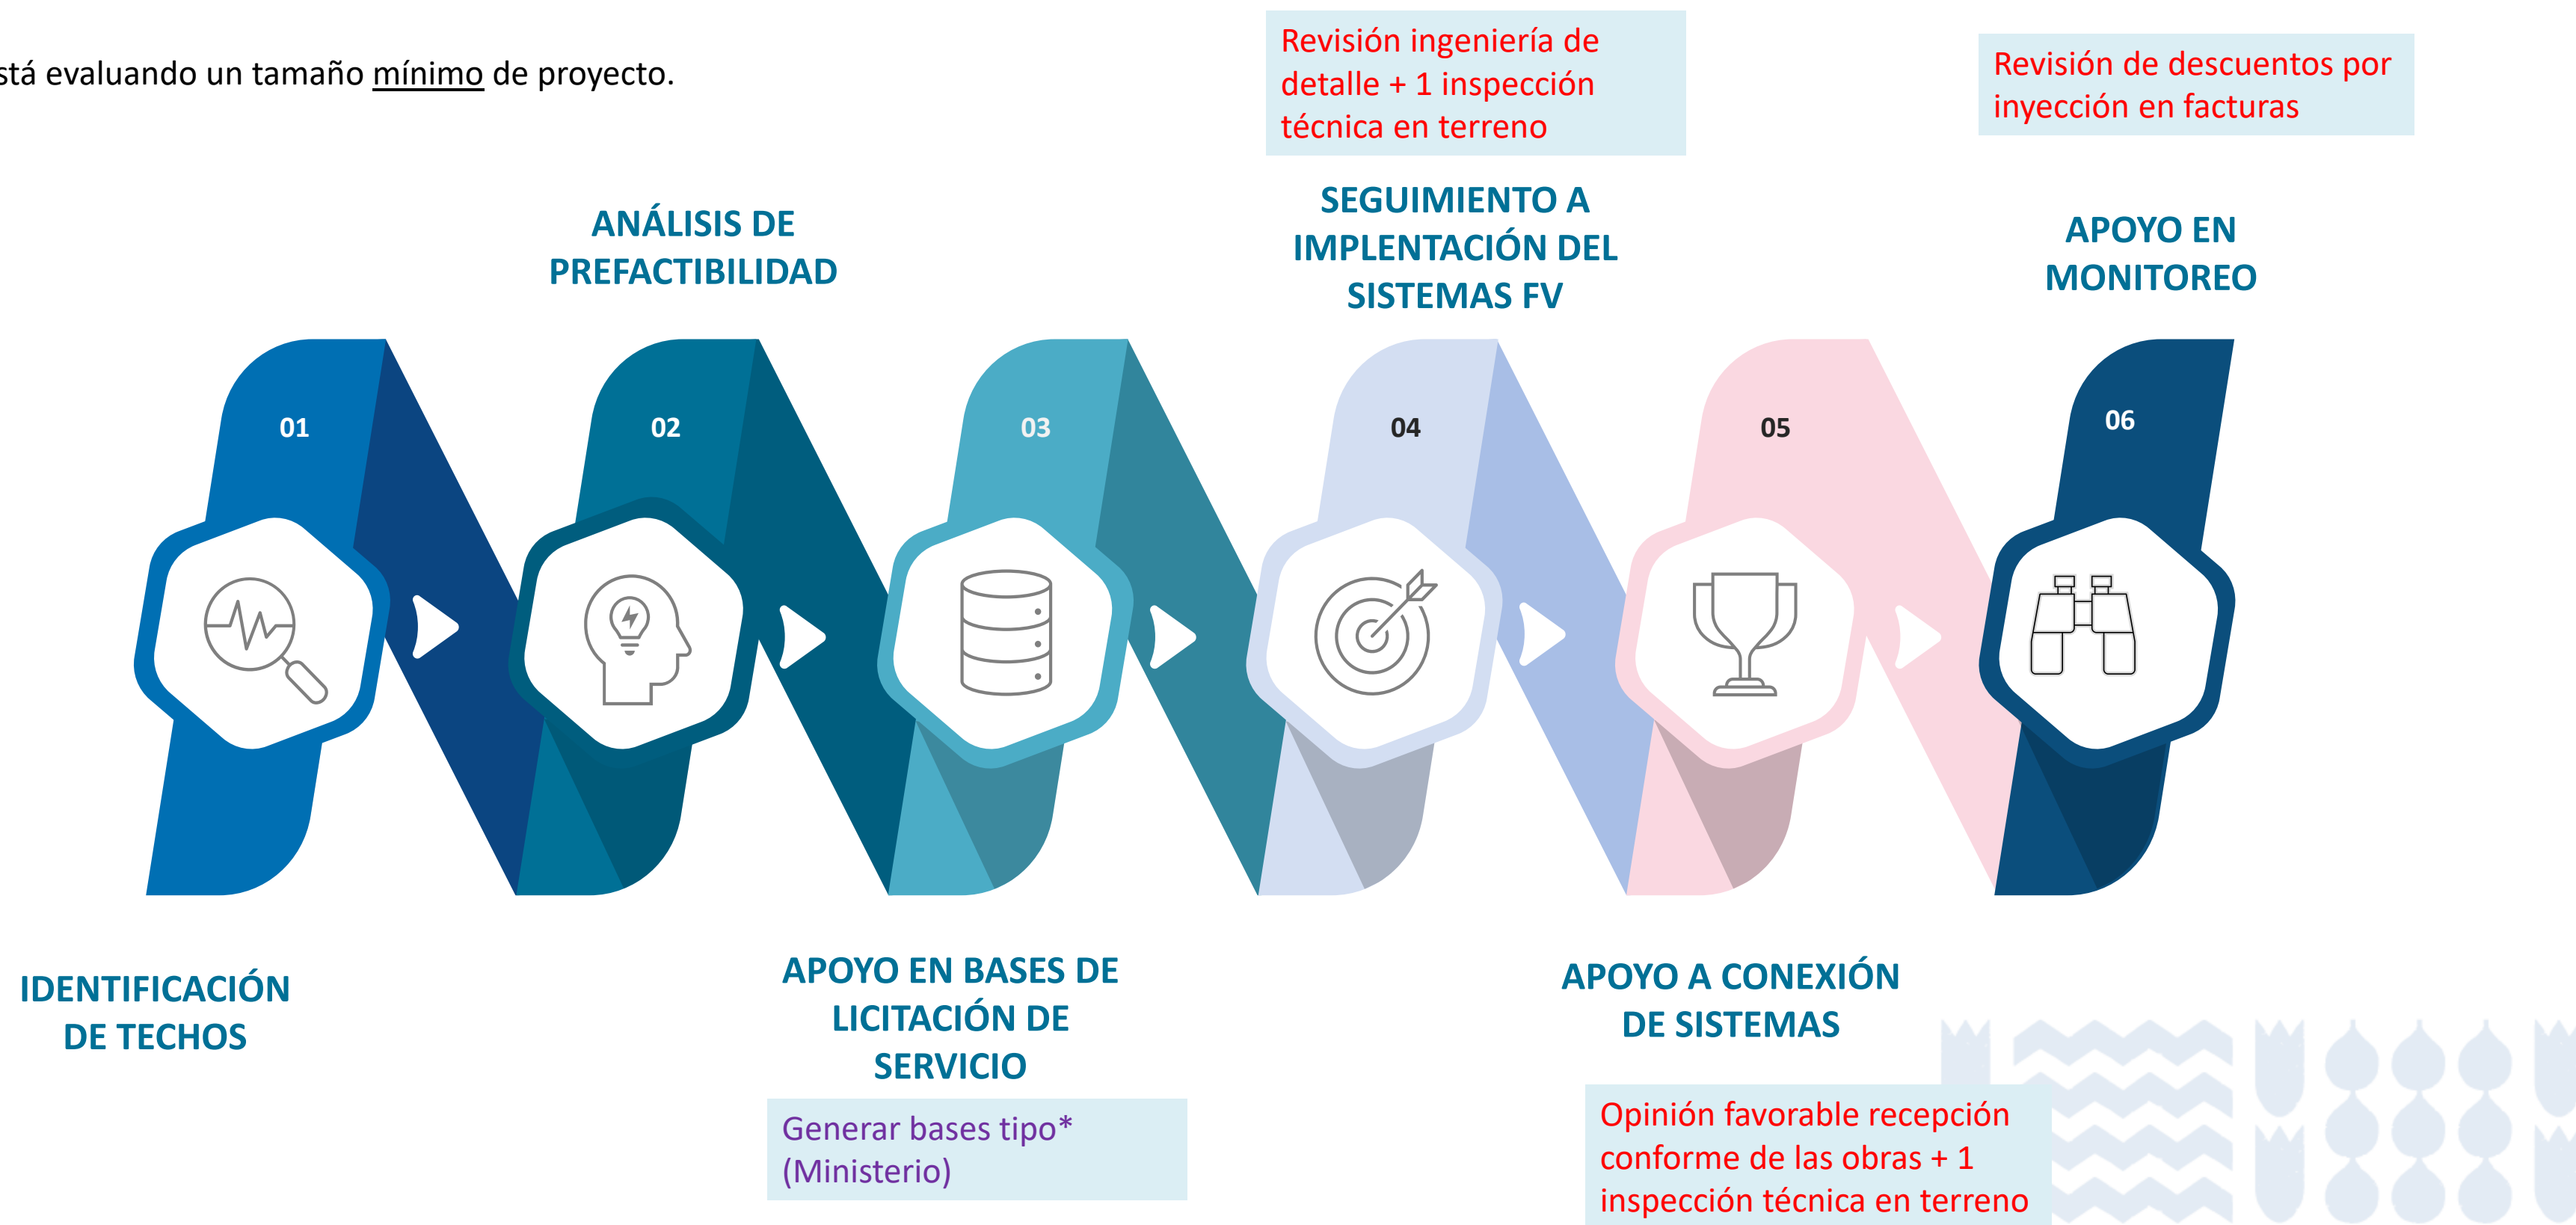 stá evaluando un tamaño mínimo de proyecto.
Revisión ingeniería de
detalle + 1 inspección
técnica en terreno
Revisión de descuentos por
inyección en facturas
ANÁLISIS DE
PREFACTIBILIDAD
SEGUIMIENTO A
IMPLENTACIÓN DEL
SISTEMAS FV
APOYO EN
MONITOREO
01
02
03
04
05
06
IDENTIFICACIÓN
DE TECHOS
APOYO EN BASES DE
LICITACIÓN DE
SERVICIO
Generar bases tipo*
(Ministerio)
APOYO A CONEXIÓN
DE SISTEMAS
Opinión favorable recepción
conforme de las obras + 1
inspección técnica en terreno